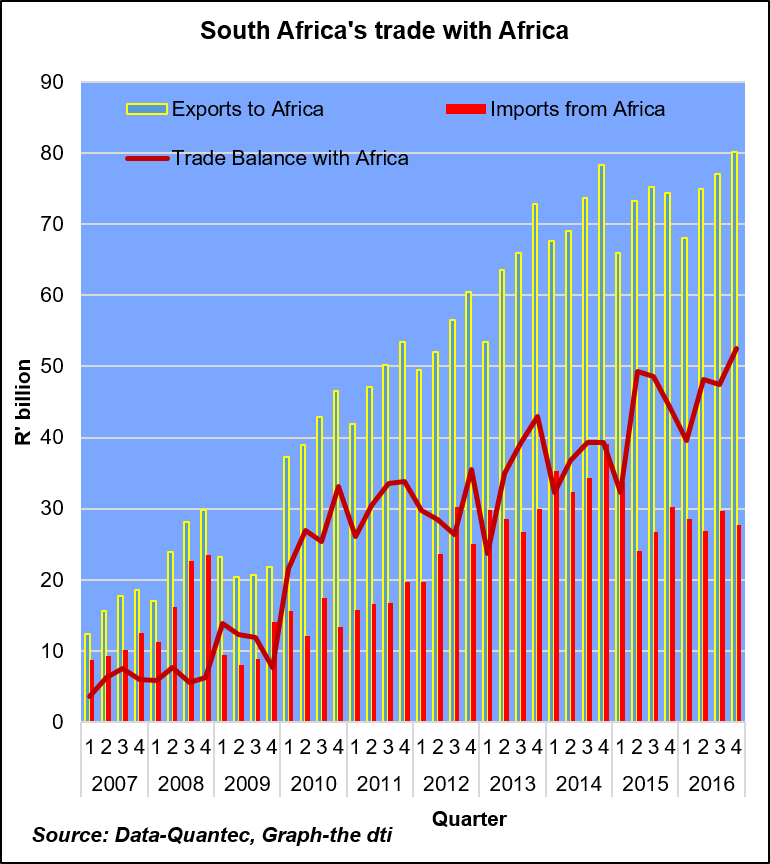 South Africa's trade with Africa
90
80
70
60
50
40
30
20
10
0
R' billion
Exports to Africa
Imports from Africa
Trade Balance with Africa
1 2 3 4 1 2 3 4 1 2 3 4 1 2 3 4 1 2 3 4 1 2 3 4 1 2 3 4 1 2 3 4 1 2 3 4 1 2 3 4
2007 2008 2009 2010 2011 2012 2013 2014 2015 2016
Quarter
Source: Data-Quantec, Graph-the dti